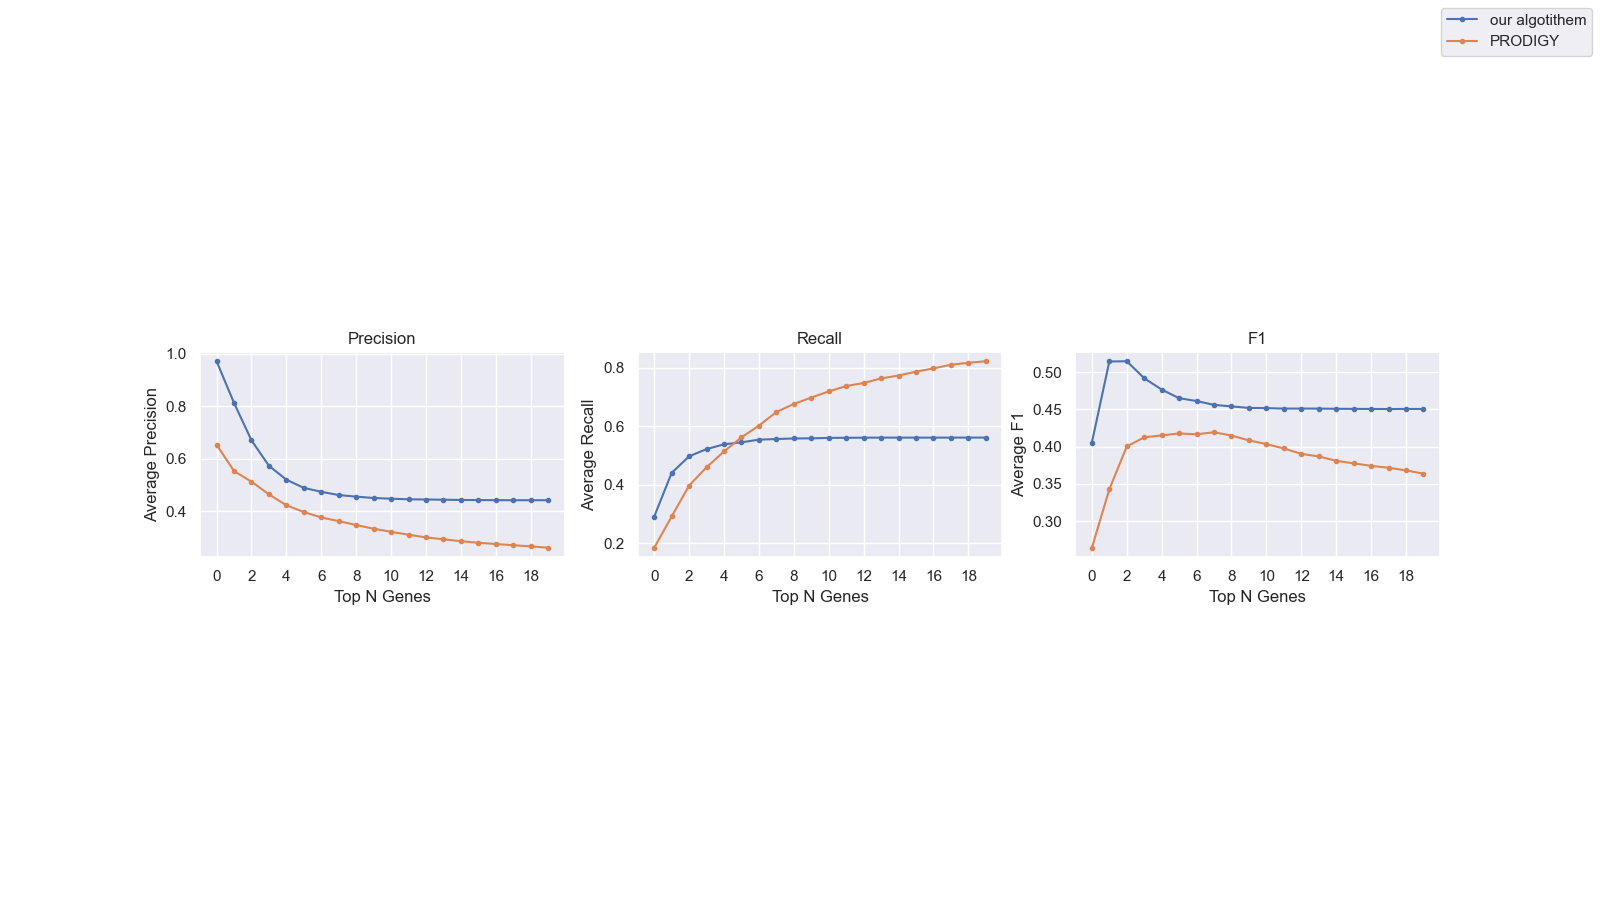 our algotithem
PRODIGY
Precision
Recall
F1
1.0
0.8
0.6
0.4
Average Precision
0 2 4 6 8 10 12 14 16 18
Top N Genes
0.8
0.6
0.4
0.2
Average Recall
0 2 4 6 8 10 12 14 16 18
Top N Genes
0.50
0.45
0.40
0.35
0.30
Average F1
0 2 4 6 8 10 12 14 16 18
Top N Genes